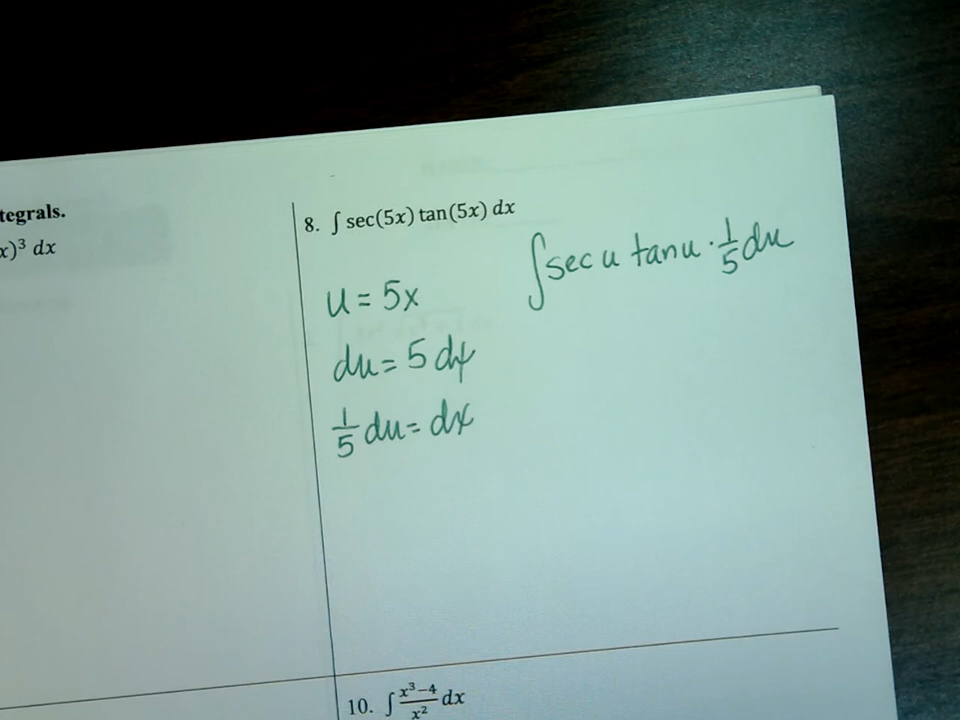 tegrals.
x)³ dx
8. ∫ sec(5x) tan(5x) dx
∫ sec u tan u · 1/5 du
u = 5x
du = 5 dx
1/5 du = dx
10. ∫ x³−4/x² dx